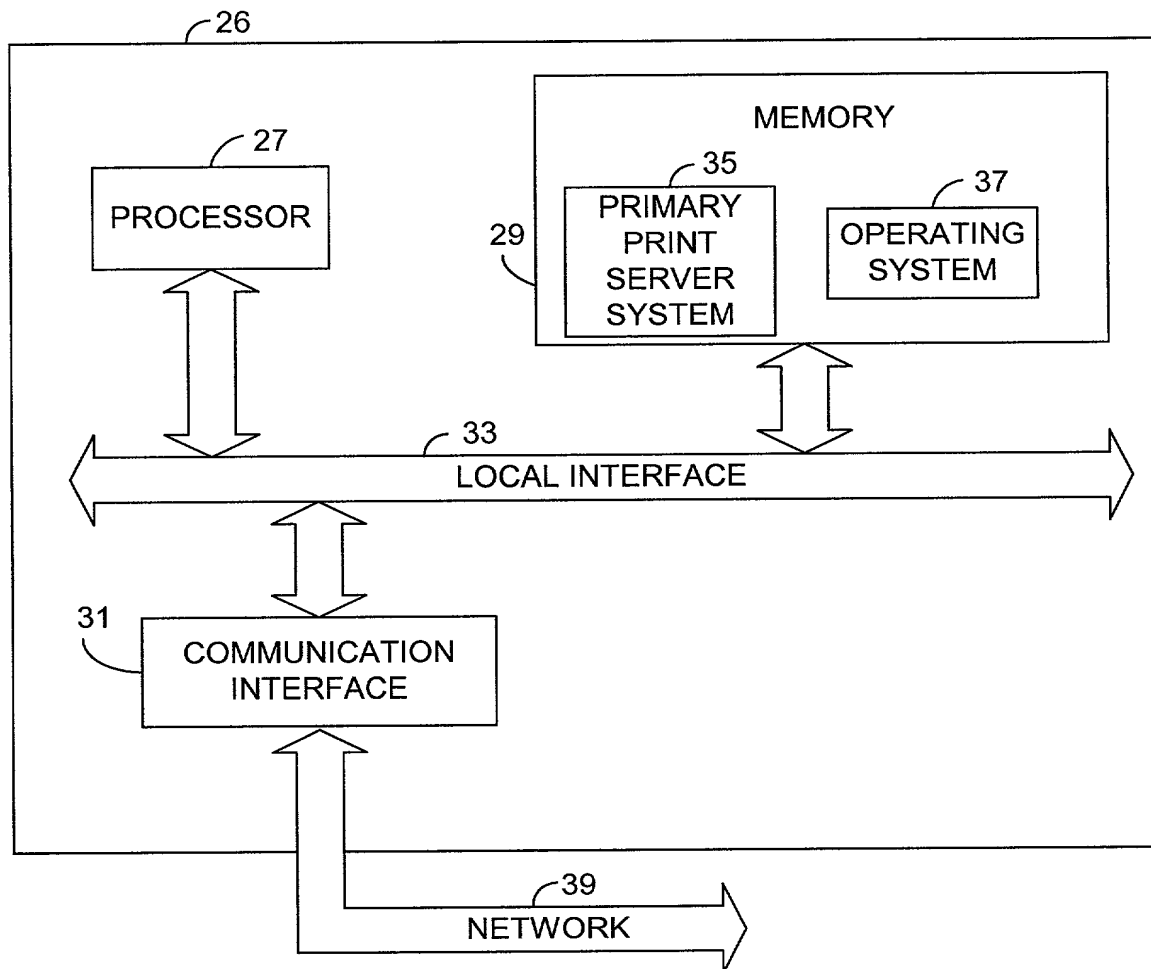 26
MEMORY
27
35
37
PROCESSOR
PRIMARY
PRINT
SERVER
SYSTEM
29
OPERATING
SYSTEM
33
LOCAL INTERFACE
31
COMMUNICATION
INTERFACE
39
NETWORK